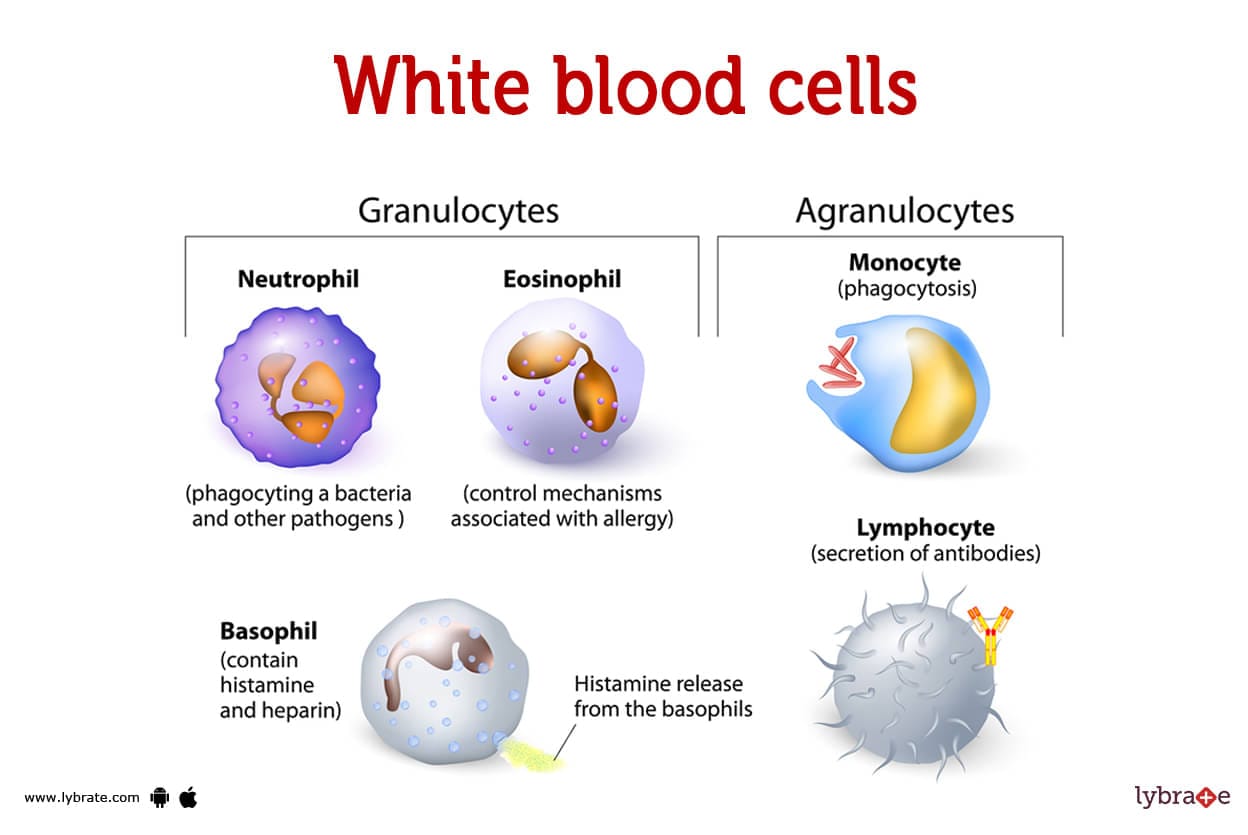 White blood cells
Granulocytes
Agranulocytes
Neutrophil
Eosinophil
Monocyte
(phagocytosis)
(phagocyting a bacteria
and other pathogens )
(control mechanisms
associated with allergy)
Lymphocyte
(secretion of antibodies)
Basophil
(contain
histamine
and heparin)
Histamine release
from the basophils
www.lybrate.com
lybrate